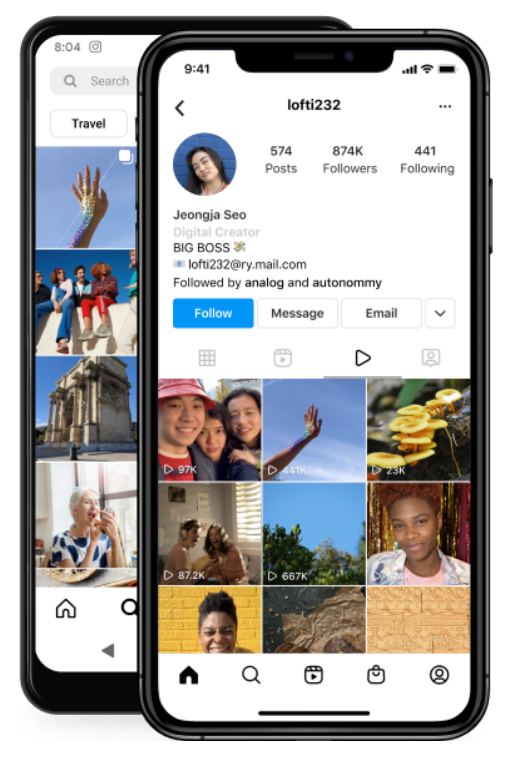 8:04
Search
Travel
9:41
lofti232
...
574 874K 441
Posts Followers Following
Jeongja Seo
Digital Creator
BIG BOSS 💸
📧 lofti232@ry.mail.com
Followed by analog and autonommy
Follow Message Email
97K 441K 23K
87.2K 667K